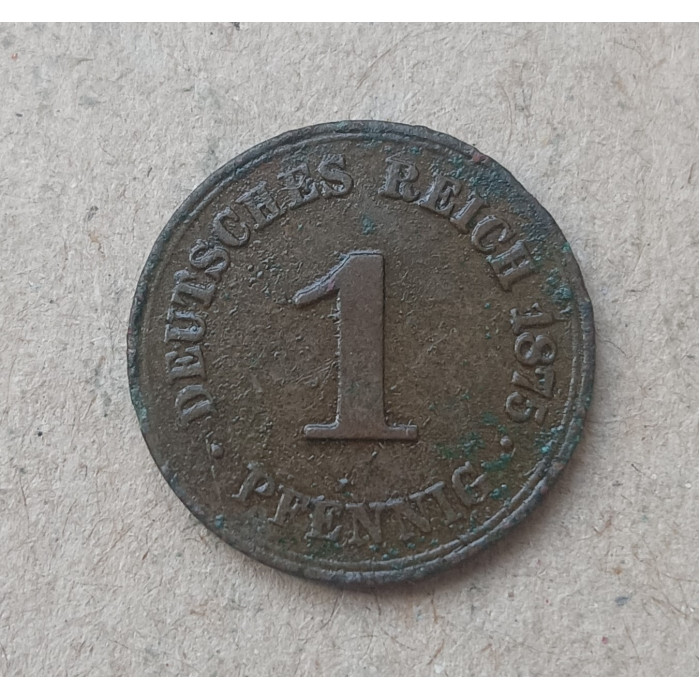 DEUTSCHES REICH 1875
1
PFENNIG